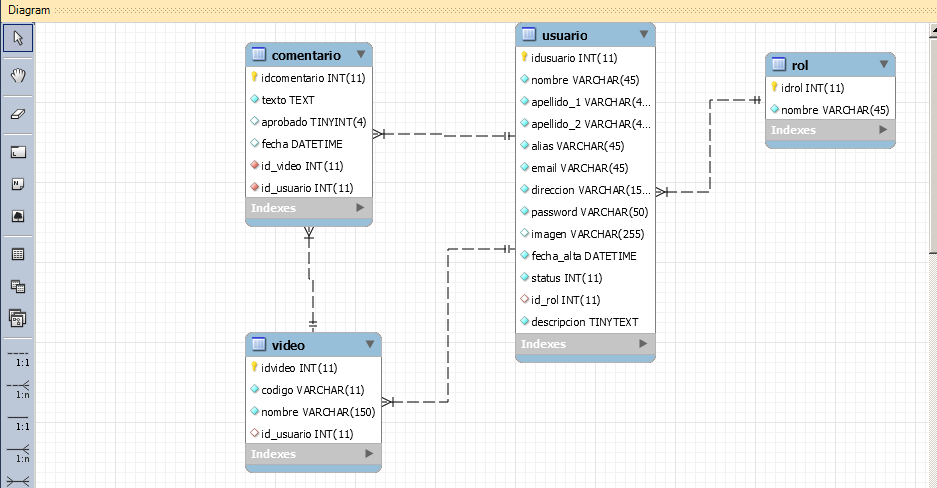 Diagram
comentario
idcomentario INT(11)
texto TEXT
aprobado TINYINT(4)
fecha DATETIME
id_video INT(11)
id_usuario INT(11)
Indexes
usuario
idusuario INT(11)
nombre VARCHAR(45)
apellido_1 VARCHAR(4...
apellido_2 VARCHAR(4...
alias VARCHAR(45)
email VARCHAR(45)
direccion VARCHAR(15...
password VARCHAR(50)
imagen VARCHAR(255)
fecha_alta DATETIME
status INT(11)
id_rol INT(11)
descripcion TINYTEXT
Indexes
rol
idrol INT(11)
nombre VARCHAR(45)
Indexes
video
idvideo INT(11)
codigo VARCHAR(11)
nombre VARCHAR(150)
id_usuario INT(11)
Indexes
1:1
1:n
1:1
1:n